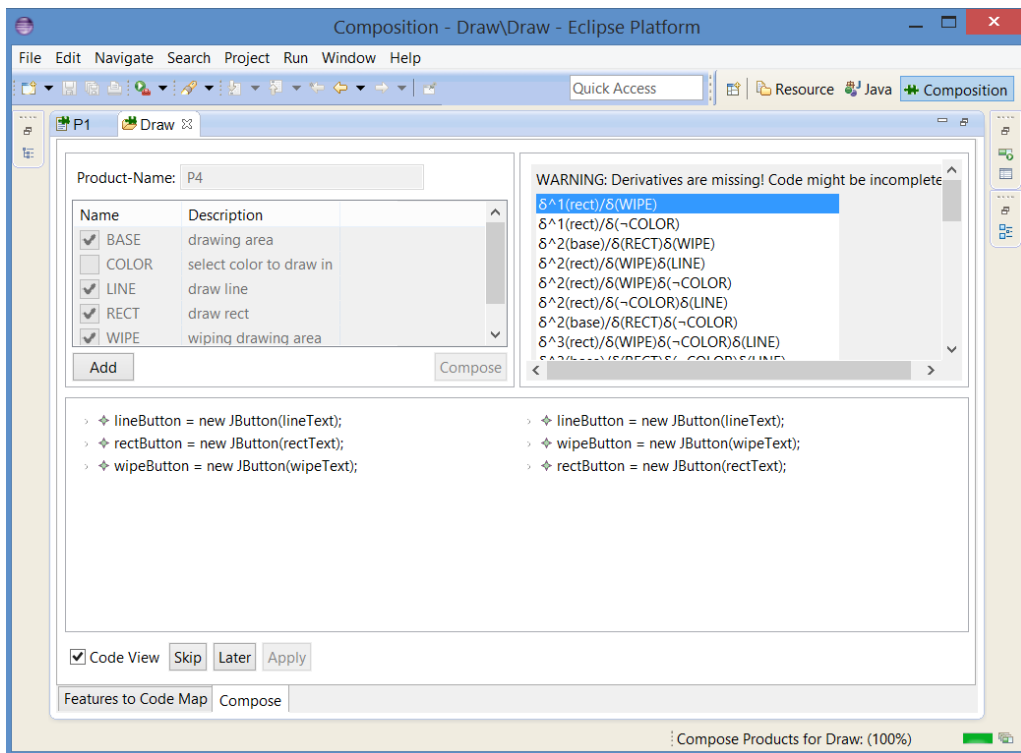 Composition - Draw\Draw - Eclipse Platform
File Edit Navigate Search Project Run Window Help
Quick Access
Resource
Java
Composition
P1
Draw
Product-Name: P4
Name Description
BASE drawing area
COLOR select color to draw in
LINE draw line
RECT draw rect
WIPE wiping drawing area
Add
Compose
WARNING: Derivatives are missing! Code might be incomplete
δ^1(rect)/δ(WIPE)
δ^1(rect)/δ(¬COLOR)
δ^2(base)/δ(RECT)δ(WIPE)
δ^2(rect)/δ(WIPE)δ(LINE)
δ^2(rect)/δ(WIPE)δ(¬COLOR)
δ^2(rect)/δ(¬COLOR)δ(LINE)
δ^2(base)/δ(RECT)δ(¬COLOR)
δ^3(rect)/δ(WIPE)δ(¬COLOR)δ(LINE)
δ^3(base)/δ(RECT)δ(¬COLOR)δ(LINE)
lineButton = new JButton(lineText);
rectButton = new JButton(rectText);
wipeButton = new JButton(wipeText);
lineButton = new JButton(lineText);
wipeButton = new JButton(wipeText);
rectButton = new JButton(rectText);
Code View Skip Later Apply
Features to Code Map Compose
Compose Products for Draw: (100%)